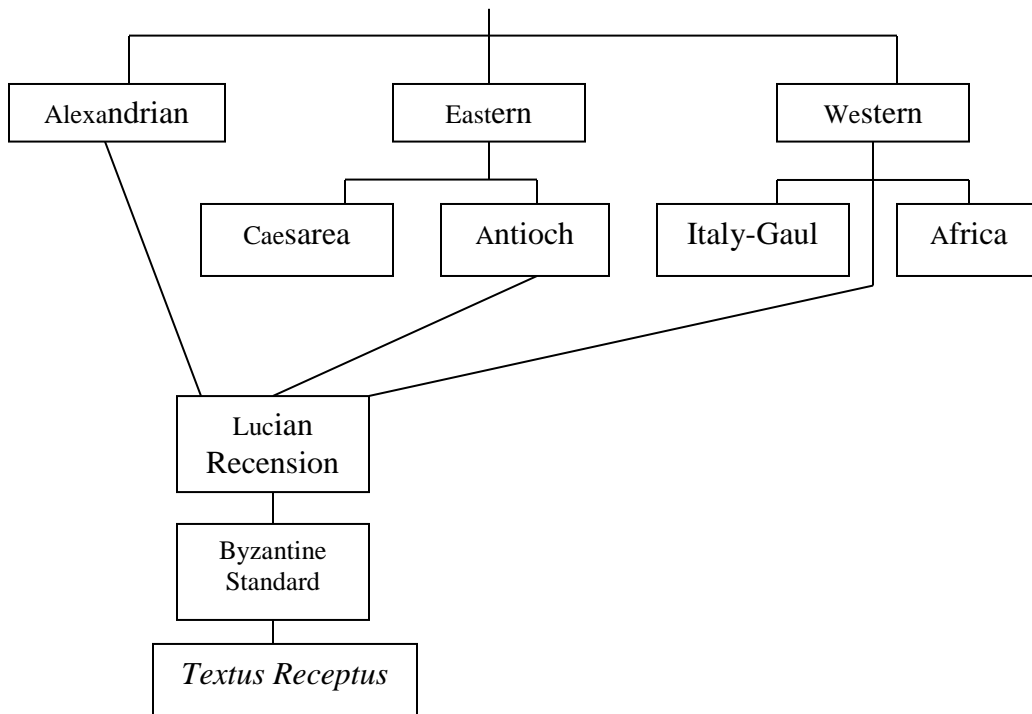 Alexandrian
Eastern
Western
Caesarea
Antioch
Italy-Gaul
Africa
Lucian
Recension
Byzantine
Standard
Textus Receptus